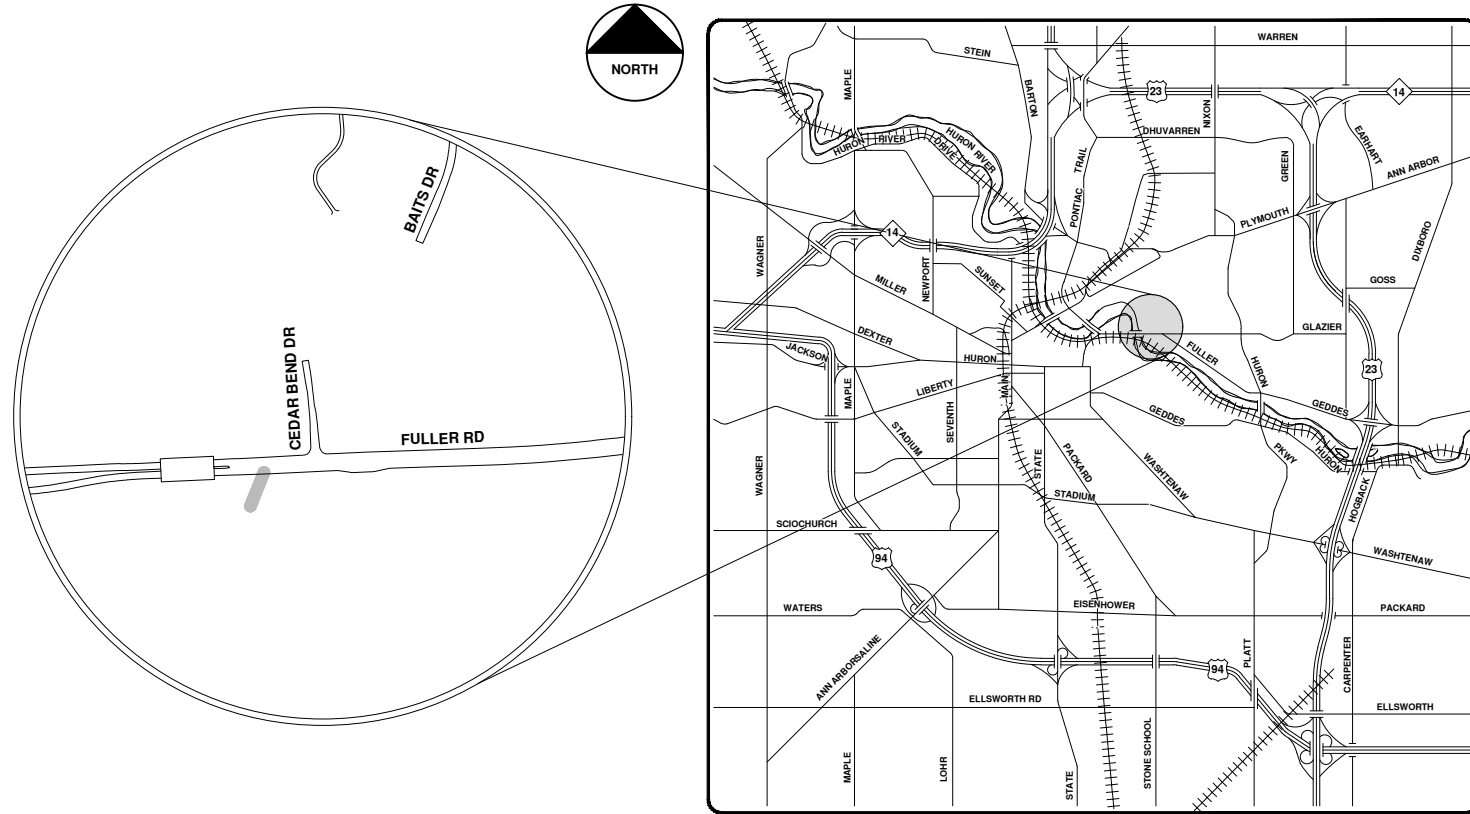 NORTH
BAITS DR
CEDAR BEND DR
FULLER RD
WARREN
STEIN
MAPLE
BARTON
23
NIXON
14
DHUVARREN
EARHART
HURON RIVER DRIVE
HURON RIVER
PONTIAC TRAIL
GREEN
ANN ARBOR
PLYMOUTH
DIXBORO
WAGNER
14
NEWPORT
SUNSET
MILLER
GOSS
DEXTER
GLAZIER
JACKSON
HURON
FULLER
HURON
23
MAPLE
LIBERTY
MAIN
SEVENTH
STADIUM
GEDDES
GEDDES
STATE
PACKARD
WASHTENAW
PKWY
HURON
WAGNER
STADIUM
HOGBACK
SCIOCHURCH
94
WASHTENAW
WATERS
EISENHOWER
PACKARD
ANN ARBORSALINE
PLATT
CARPENTER
94
ELLSWORTH RD
ELLSWORTH
MAPLE
LOHR
STATE
STONE SCHOOL